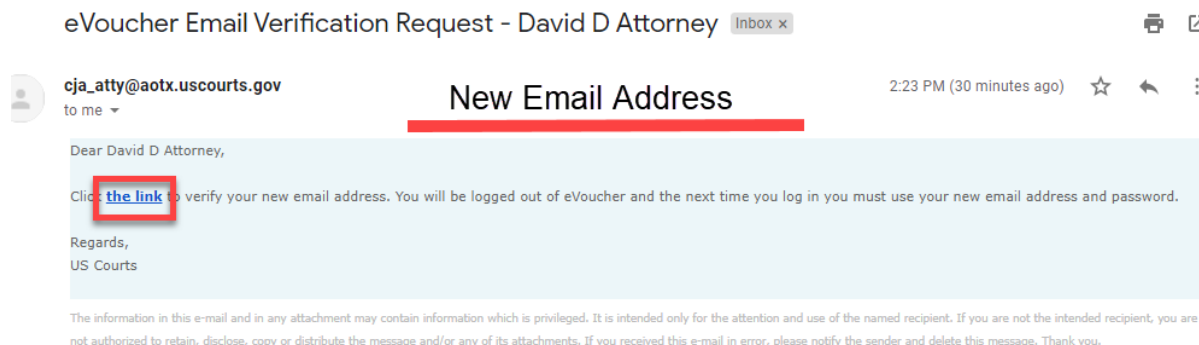 eVoucher Email Verification Request - David D Attorney Inbox x
cja_atty@aotx.uscourts.gov
2:23 PM (30 minutes ago)
to me
New Email Address
Dear David D Attorney,
Click the link to verify your new email address. You will be logged out of eVoucher and the next time you log in you must use your new email address and password.
Regards,
US Courts
The information in this e-mail and in any attachment may contain information which is privileged. It is intended only for the attention and use of the named recipient. If you are not the intended recipient, you are
not authorized to retain, disclose, copy or distribute the message and/or any of its attachments. If you received this e-mail in error, please notify the sender and delete this message. Thank you.